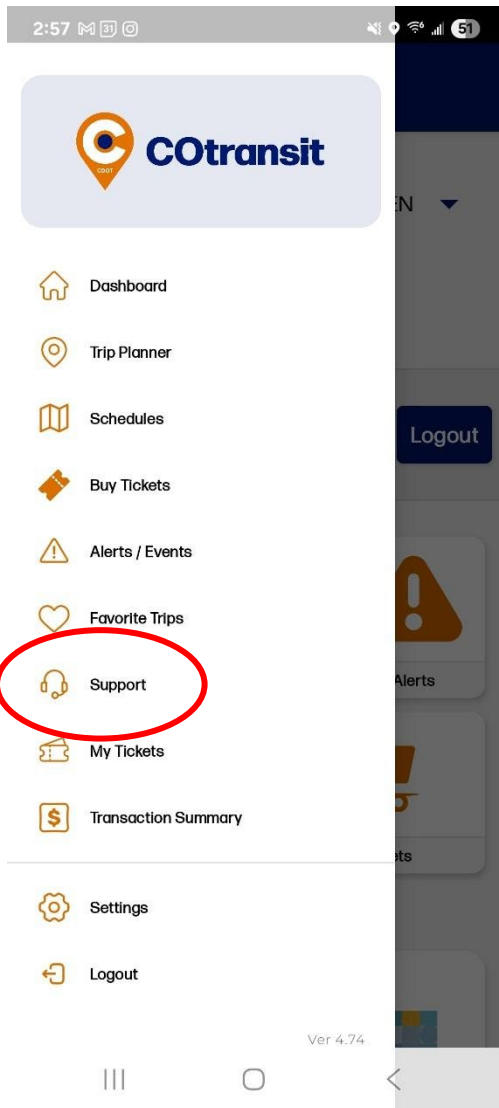 2:57 31 51
CDOT
COtransit
EN
Dashboard
Trip Planner
Schedules
Logout
Buy Tickets
Alerts / Events
Favorite Trips
Support
Alerts
My Tickets
Transaction Summary
ets
Settings
Logout
Ver 4.74